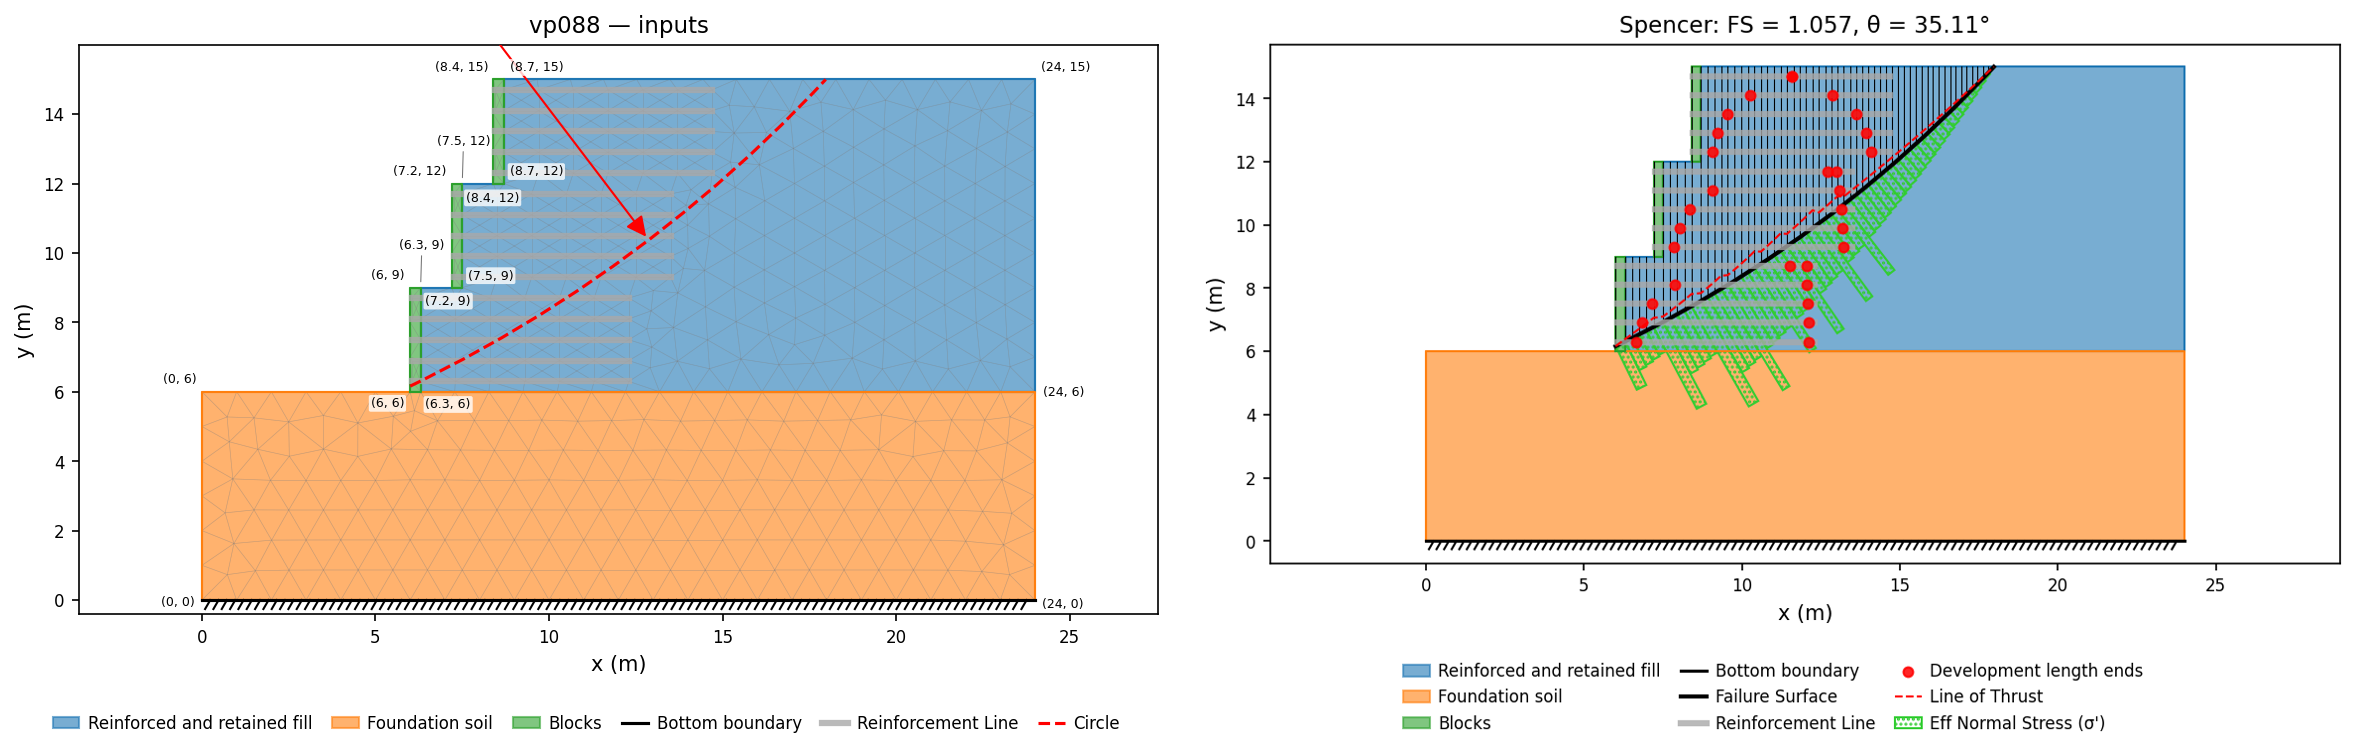 vp088 — inputs
(8.4, 15)
(8.7, 15)
(24, 15)
(7.5, 12)
(7.2, 12)
(8.7, 12)
(8.4, 12)
(6.3, 9)
(6, 9)
(7.5, 9)
(7.2, 9)
(0, 6)
(24, 6)
(6, 6)
(6.3, 6)
(0, 0)
(24, 0)
14
12
10
8
6
4
2
0
y (m)
0
5
10
15
20
25
x (m)
Reinforced and retained fill
Foundation soil
Blocks
Bottom boundary
Reinforcement Line
Circle
Spencer: FS = 1.057, θ = 35.11°
14
12
10
8
6
4
2
0
y (m)
0
5
10
15
20
25
x (m)
Reinforced and retained fill
Foundation soil
Blocks
Bottom boundary
Failure Surface
Reinforcement Line
Development length ends
Line of Thrust
Eff Normal Stress (σ')